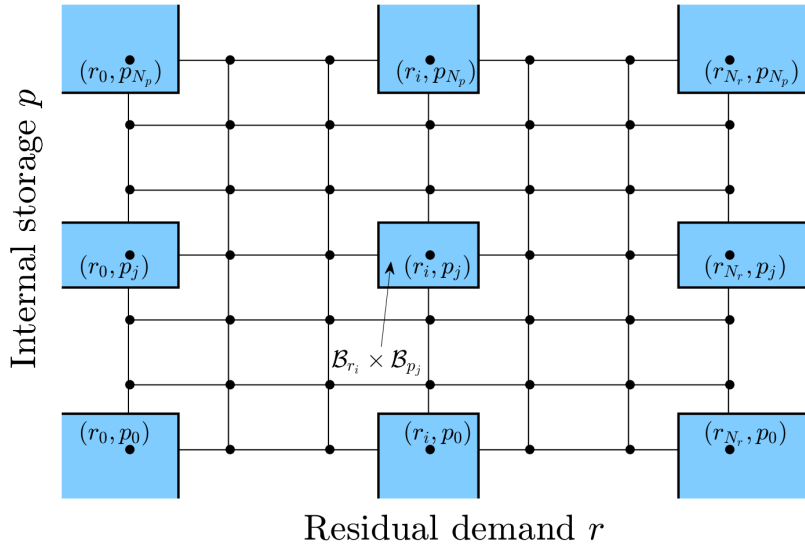 (r_0, p_{N_p}) (r_i, p_{N_p}) (r_{N_r}, p_{N_p})
Internal storage p
(r_0, p_j) (r_i, p_j) (r_{N_r}, p_j)
\mathcal{B}_{r_i} × \mathcal{B}_{p_j}
(r_0, p_0) (r_i, p_0) (r_{N_r}, p_0)
Residual demand r